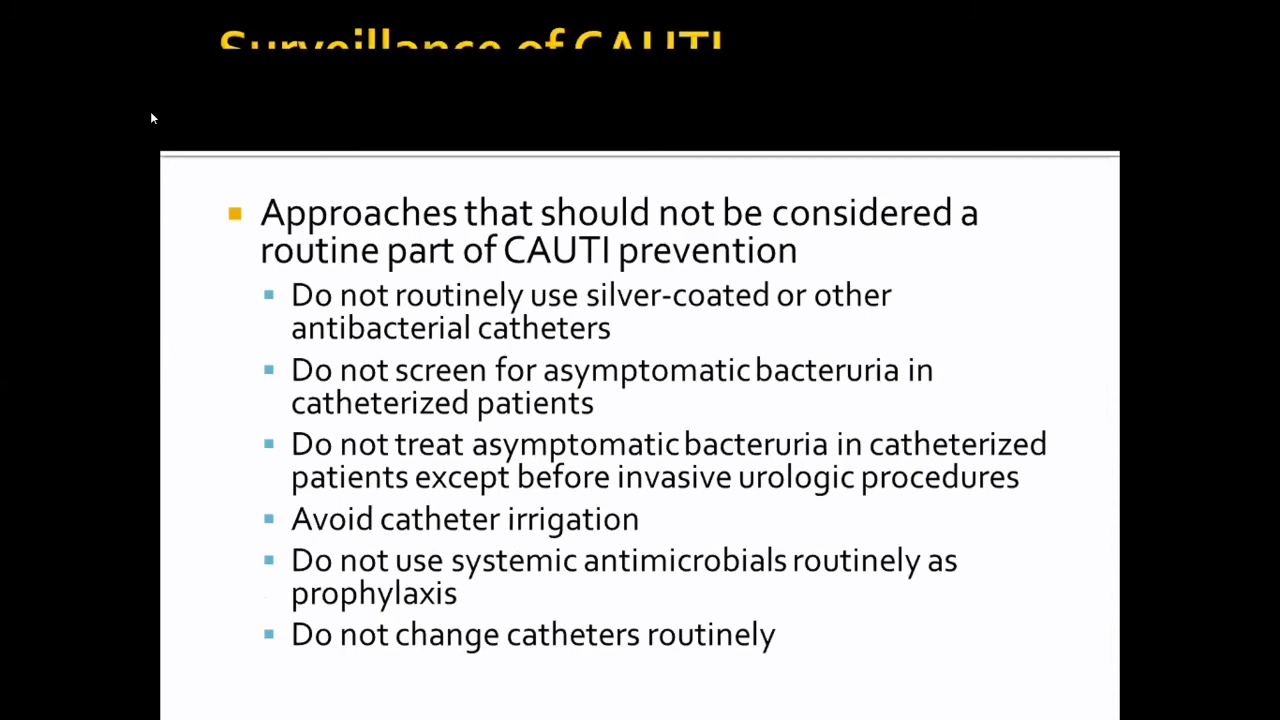 Surveillance of CAUTI
Approaches that should not be considered a
routine part of CAUTI prevention
Do not routinely use silver-coated or other
antibacterial catheters
Do not screen for asymptomatic bacteruria in
catheterized patients
Do not treat asymptomatic bacteruria in catheterized
patients except before invasive urologic procedures
Avoid catheter irrigation
Do not use systemic antimicrobials routinely as
prophylaxis
Do not change catheters routinely